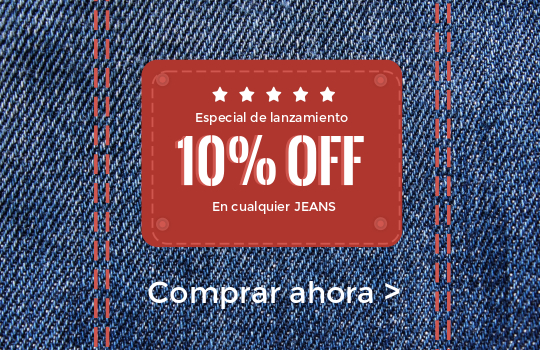 Especial de lanzamiento
10% OFF
En cualquier JEANS
Comprar ahora >